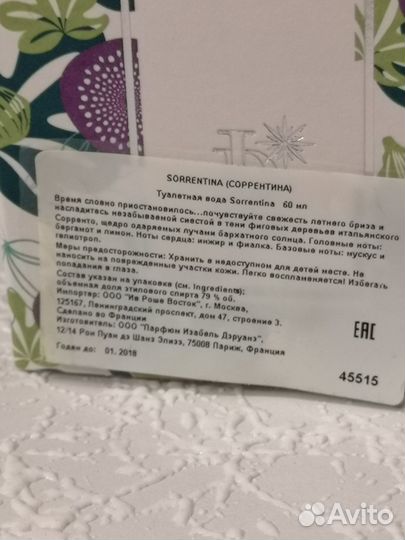 SORRENTINA (СОРРЕНТИНА)
Туалетная вода Sorrentina 60 мл
Время словно приостановилось...почувствуйте свежесть летнего бриза и
насладитесь незабываемой сиестой в тени фиговых деревьев итальянского
Сорренто, щедро одаряемых лучами бархатного солнца. Головные ноты:
бергамот и лимон. Ноты сердца: инжир и фиалка. Базовые ноты: мускус и
гелиотроп.
Меры предосторожности: Хранить в недоступном для детей месте. Не
наносить на поврежденные участки кожи. Легко воспламеняется! Избегать
попадания в глаза.
Состав указан на упаковке (см. Ingredients);
объемная доля этилового спирта 79 % об.
Импортер: ООО "Ив Роше Восток", г. Москва,
125167, Ленинградский проспект, дом 47, строение 3.
Сделано во Франции
Изготовитель: ООО "Парфюм Изабель Дэруанэ",
12/14 Рон Пуан дэ Шанз Элизэ, 75008 Париж, Франция
Годен до: 01. 2018
EAC
45515
Avito